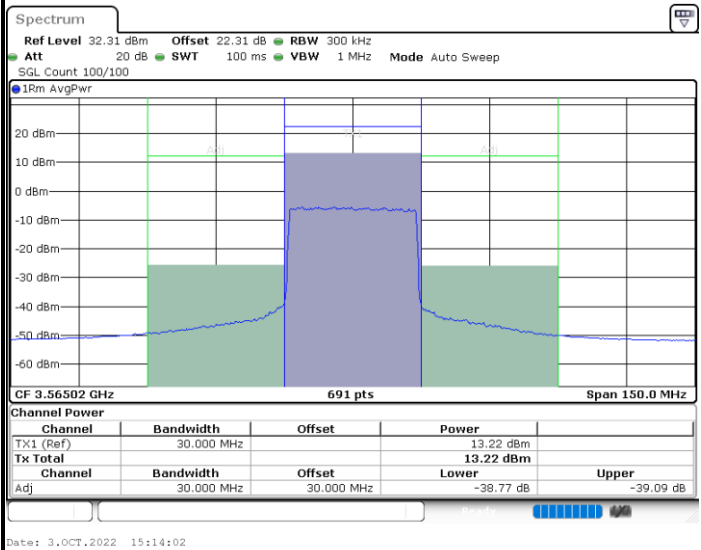 Spectrum
Ref Level 32.31 dBm Offset 22.31 dB RBW 300 kHz
Att 20 dB SWT 100 ms VBW 1 MHz Mode Auto Sweep
SGL Count 100/100
1Rm AvgPwr
20 dBm
Adj Adj
10 dBm
0 dBm
-10 dBm
-20 dBm
-30 dBm
-40 dBm
-50 dBm
-60 dBm
CF 3.56502 GHz 691 pts Span 150.0 MHz
Channel Power
Channel Bandwidth Offset Power
TX1 (Ref) 30.000 MHz 13.22 dBm
Tx Total 13.22 dBm
Channel Bandwidth Offset Lower Upper
Adj 30.000 MHz 30.000 MHz -38.77 dB -39.09 dB
Ready
Date: 3.OCT.2022 15:14:02